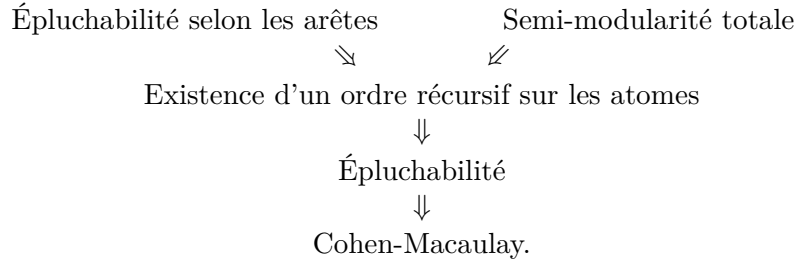 Épluchabilité selon les arêtes Semi-modularité totale
⇘ ⇙
Existence d'un ordre récursif sur les atomes
⇓
Épluchabilité
⇓
Cohen-Macaulay.